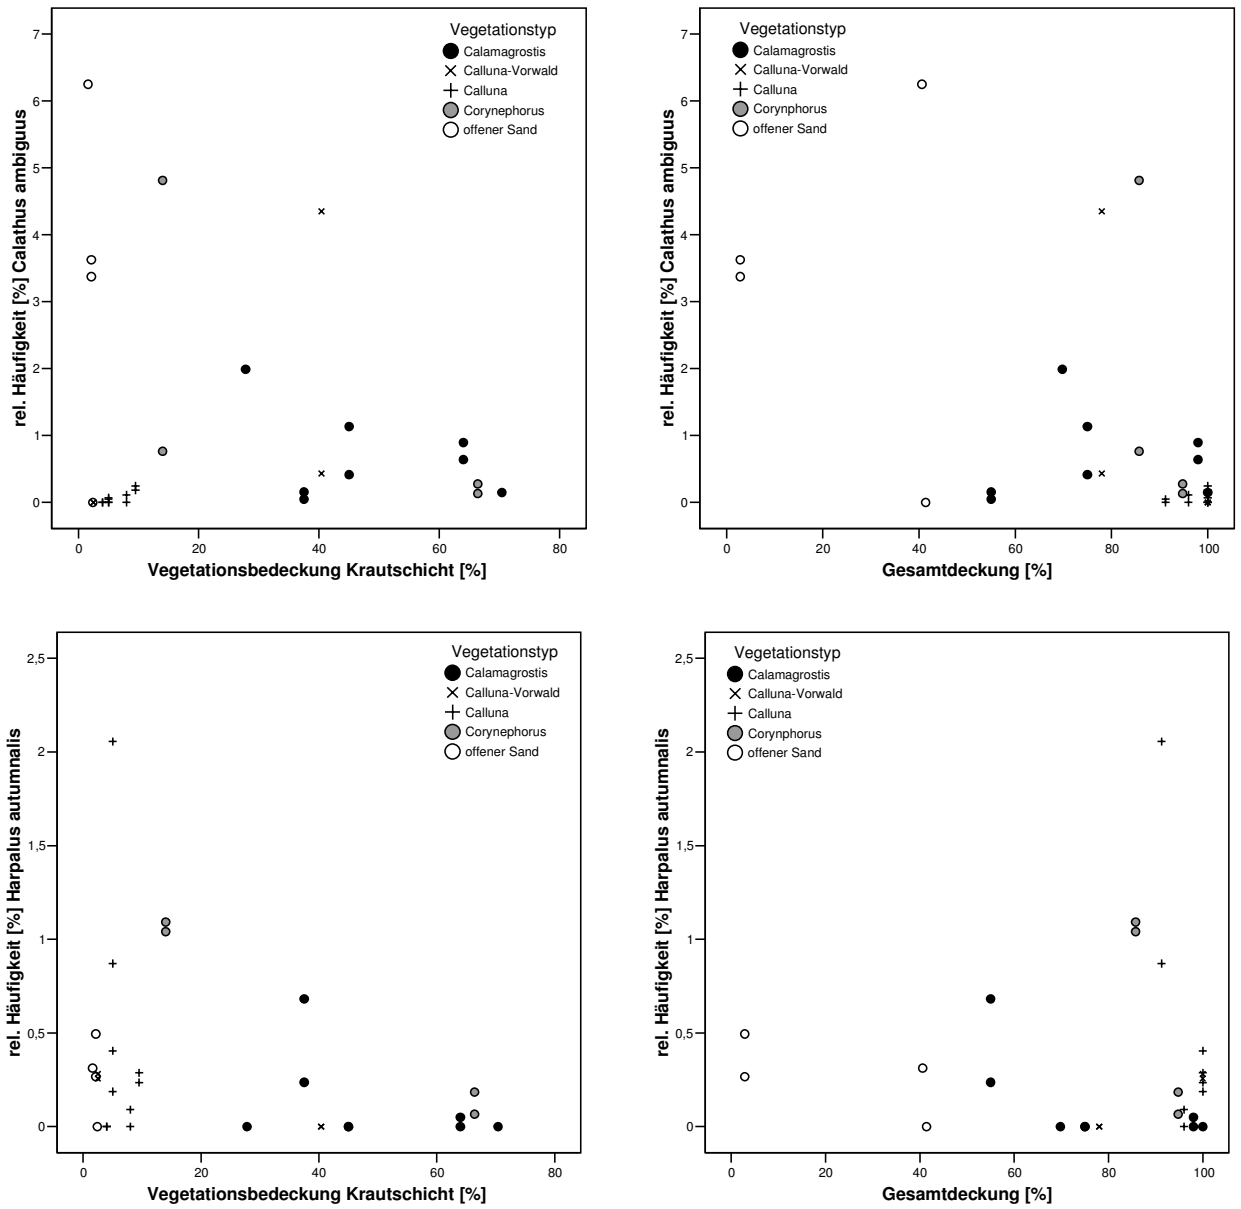 rel. Häufigkeit [%] Calathus ambiguus
7
6
5
4
3
2
1
0
Vegetationstyp
Calamagrostis
Calluna-Vorwald
Calluna
Corynephorus
offener Sand
0 20 40 60 80
Vegetationsbedeckung Krautschicht [%]
rel. Häufigkeit [%] Calathus ambiguus
7
6
5
4
3
2
1
0
Vegetationstyp
Calamagrostis
Calluna-Vorwald
Calluna
Corynphorus
offener Sand
0 20 40 60 80 100
Gesamtdeckung [%]
rel. Häufigkeit [%] Harpalus autumnalis
2,5
2
1,5
1
0,5
0
Vegetationstyp
Calamagrostis
Calluna-Vorwald
Calluna
Corynephorus
offener Sand
0 20 40 60 80
Vegetationsbedeckung Krautschicht [%]
rel. Häufigkeit [%] Harpalus autumnalis
2,5
2
1,5
1
0,5
0
Vegetationstyp
Calamagrostis
Calluna-Vorwald
Calluna
Corynphorus
offener Sand
0 20 40 60 80 100
Gesamtdeckung [%]